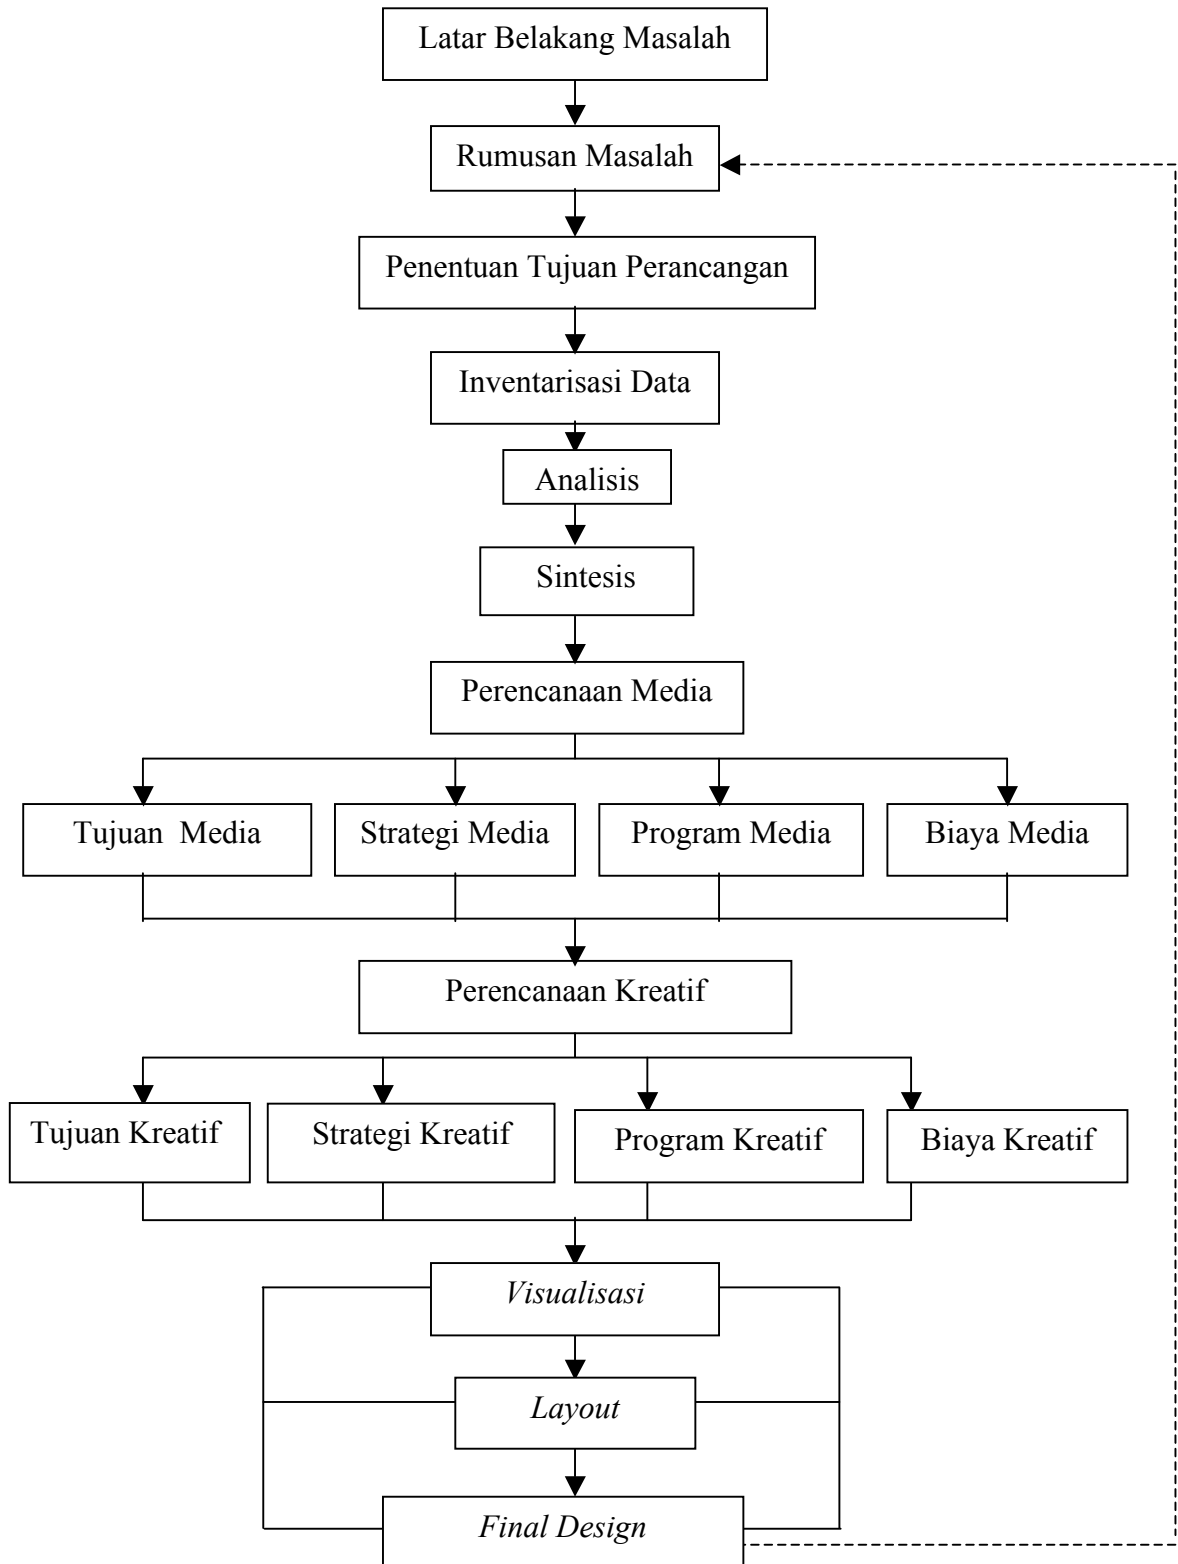 Latar Belakang Masalah
Rumusan Masalah
Penentuan Tujuan Perancangan
Inventarisasi Data
Analisis
Sintesis
Perencanaan Media
Tujuan  Media
Strategi Media
Program Media
Biaya Media
Perencanaan Kreatif
Tujuan Kreatif
Strategi Kreatif
Program Kreatif
Biaya Kreatif
Visualisasi
Layout
Final Design